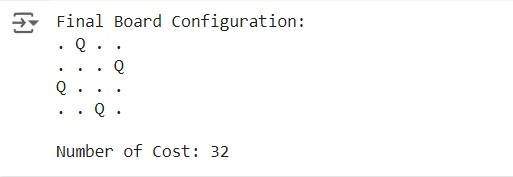 Final Board Configuration:
. Q . .
. . . Q
Q . . .
. . Q .
Number of Cost: 32